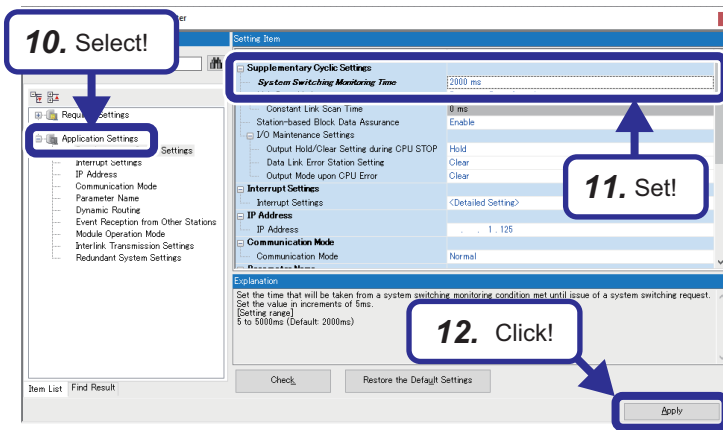 10. Select!
Setting Item
Supplementary Cyclic Settings
System Switching Monitoring Time 2000 ms
Constant Link Scan Time 0 ms
Station-based Block Data Assurance Enable
I/O Maintenance Settings
Output Hold/Clear Setting during CPU STOP Hold
Data Link Error Station Setting Clear
Output Mode upon CPU Error Clear
Interrupt Settings
Interrupt Settings <Detailed Setting>
IP Address
IP Address . . 1 . 125
Communication Mode
Communication Mode Normal
11. Set!
Application Settings
Settings
Interrupt Settings
IP Address
Communication Mode
Parameter Name
Dynamic Routing
Event Reception from Other Stations
Module Operation Mode
Interlink Transmission Settings
Redundant System Settings
Item List Find Result
Explanation
Set the time that will be taken from a system switching monitoring condition met until issue of a system switching request.
Set the value in increments of 5ms.
[Setting range]
5 to 5000ms (Default: 2000ms)
12. Click!
Check Restore the Default Settings
Apply